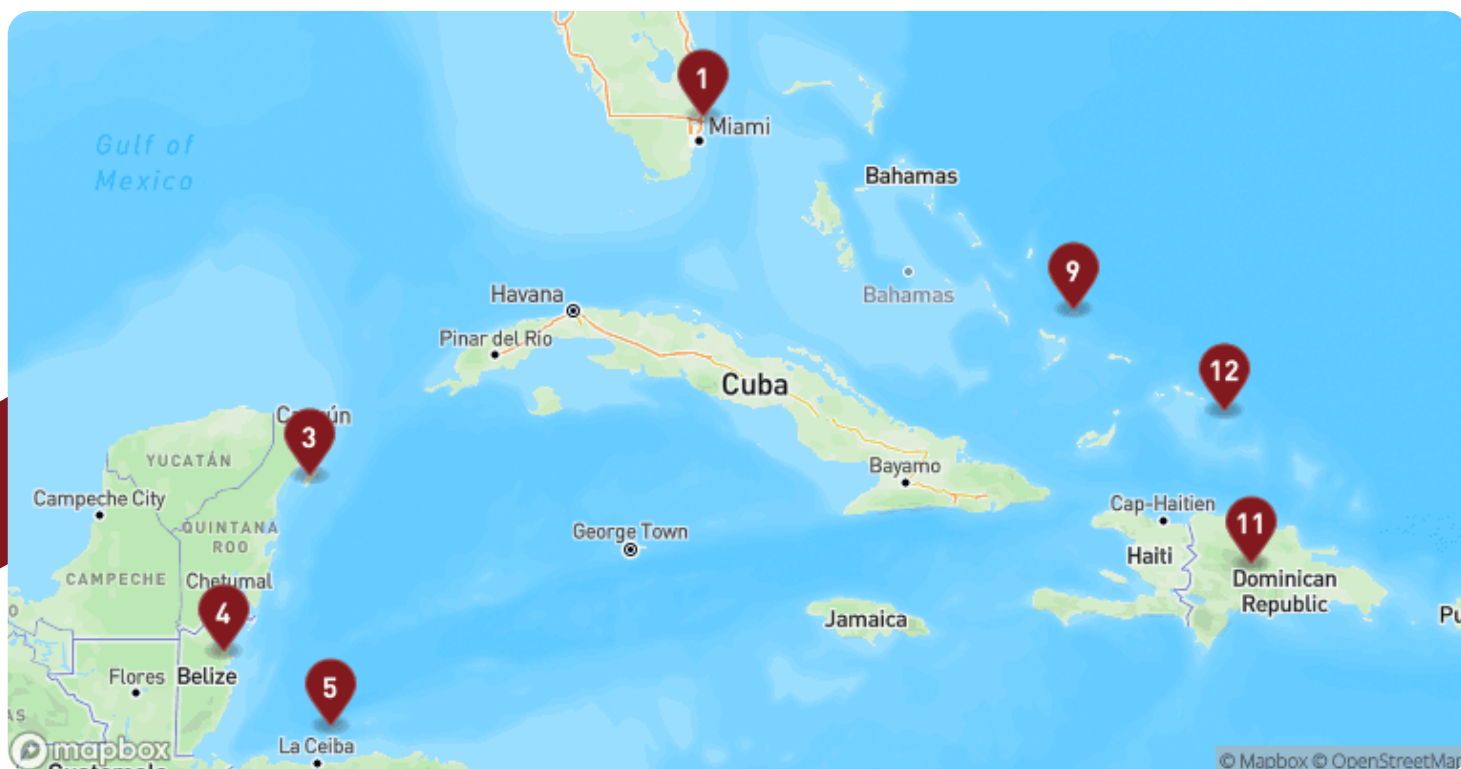 1
Miami
Gulf of
Mexico
Bahamas
9
Bahamas
Havana
Pinar del Rio
12
Cuba
3
YUCATÁN
Bayamo
Campeche City
Cap-Haitien
11
QUINTANA
ROO
George Town
Haiti
CAMPECHE
Chetumal
Dominican
Republic
4
Jamaica
Flores
Belize
5
La Ceiba
mapbox
© Mapbox © OpenStreetMap